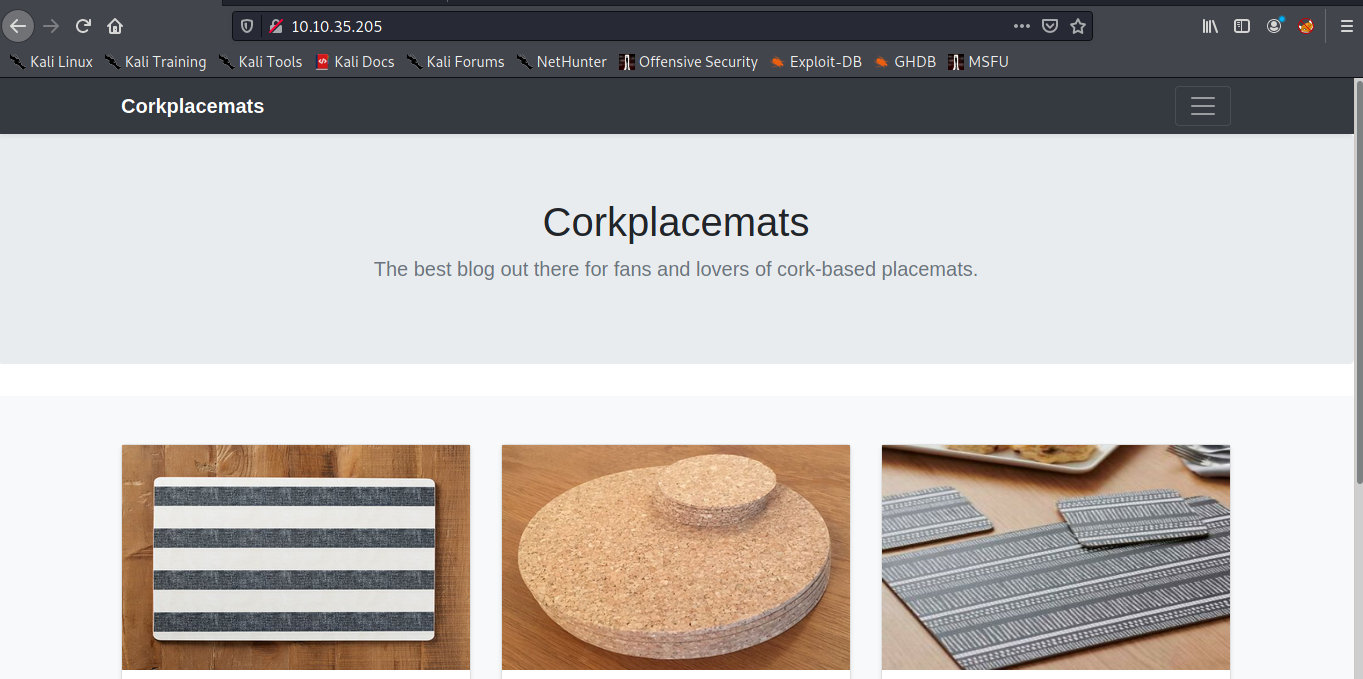 10.10.35.205
Kali Linux Kali Training Kali Tools Kali Docs Kali Forums NetHunter Offensive Security Exploit-DB GHDB MSFU
Corkplacemats
Corkplacemats
The best blog out there for fans and lovers of cork-based placemats.